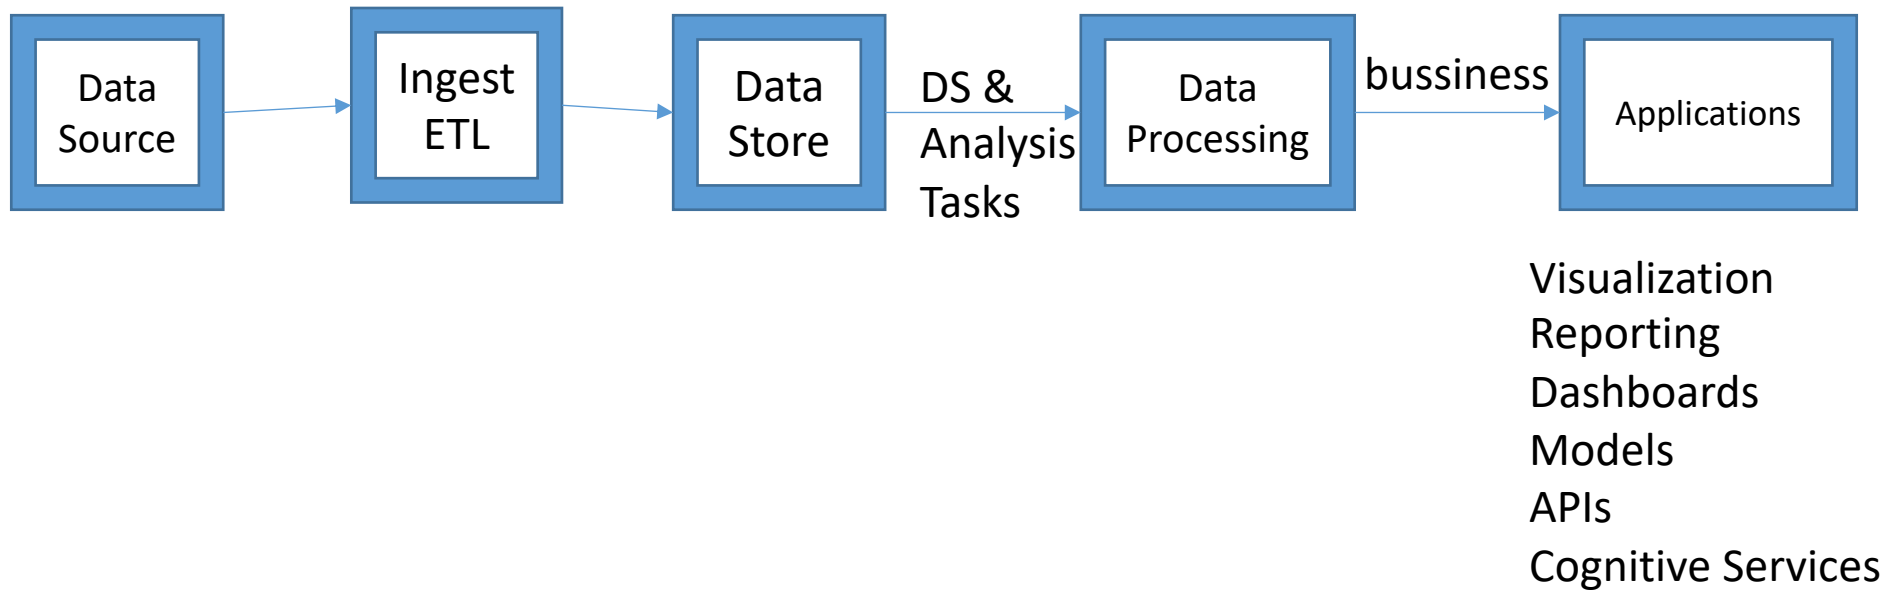 Data
Source
Ingest
ETL
Data
Store
DS &
Analysis
Tasks
Data
Processing
bussiness
Applications
Visualization
Reporting
Dashboards
Models
APIs
Cognitive Services